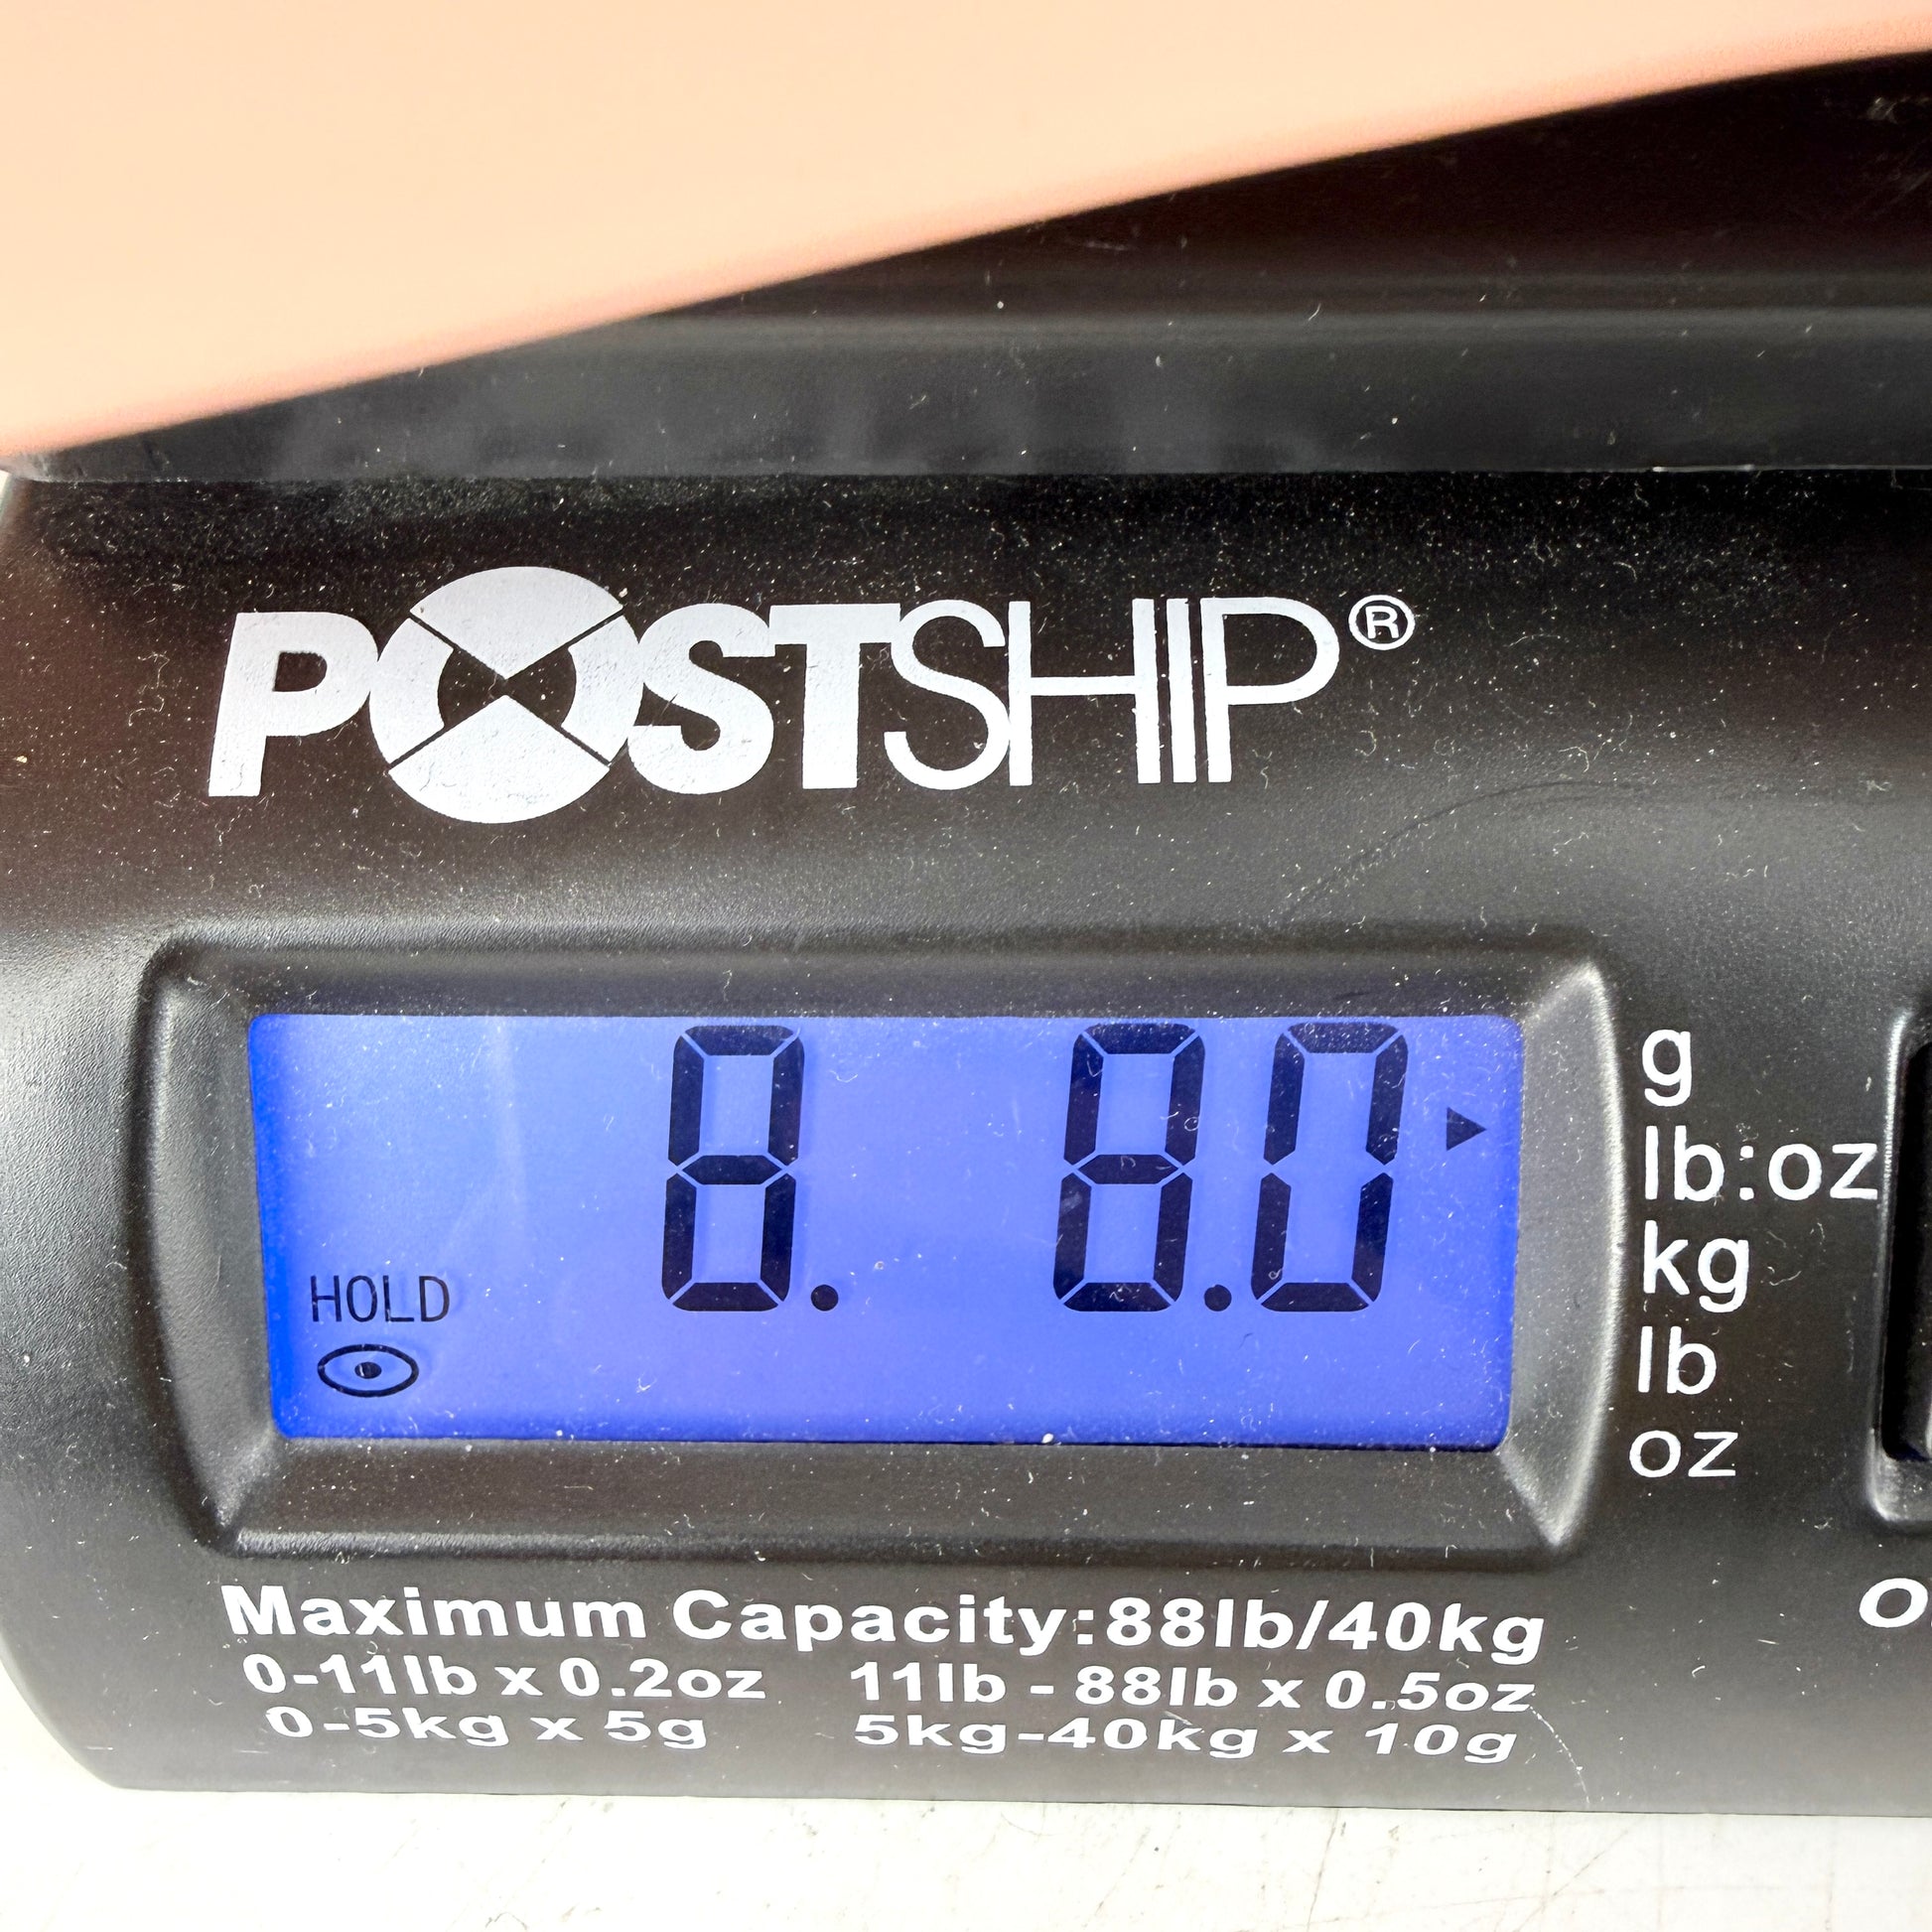 POSTSHIP®
8. 8.0
HOLD
g
lb:oz
kg
lb
oz
Maximum Capacity:88lb/40kg
0-11lb x 0.2oz 11lb - 88lb x 0.5oz
0-5kg x 5g 5kg-40kg x 10g